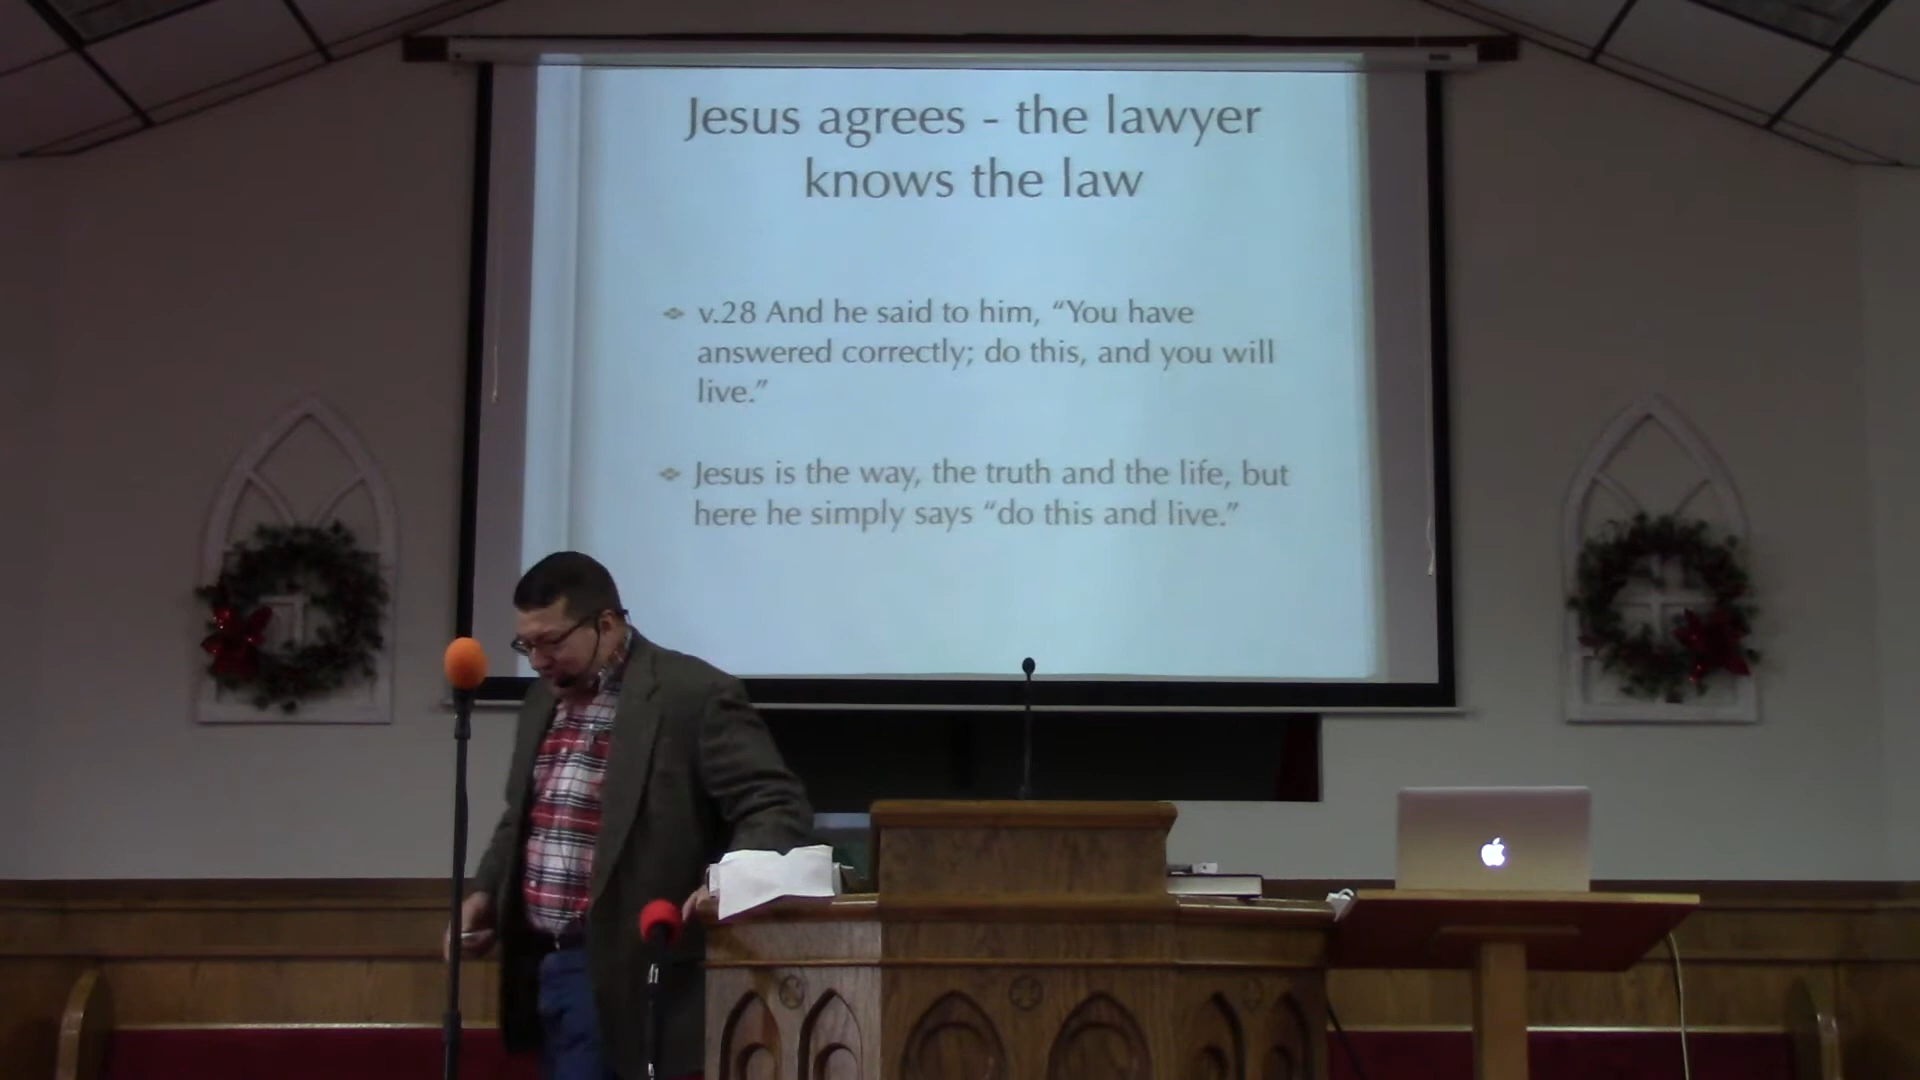 Jesus agrees - the lawyer
knows the law
v.28 And he said to him, “You have
answered correctly; do this, and you will
live.”
Jesus is the way, the truth and the life, but
here he simply says “do this and live.”